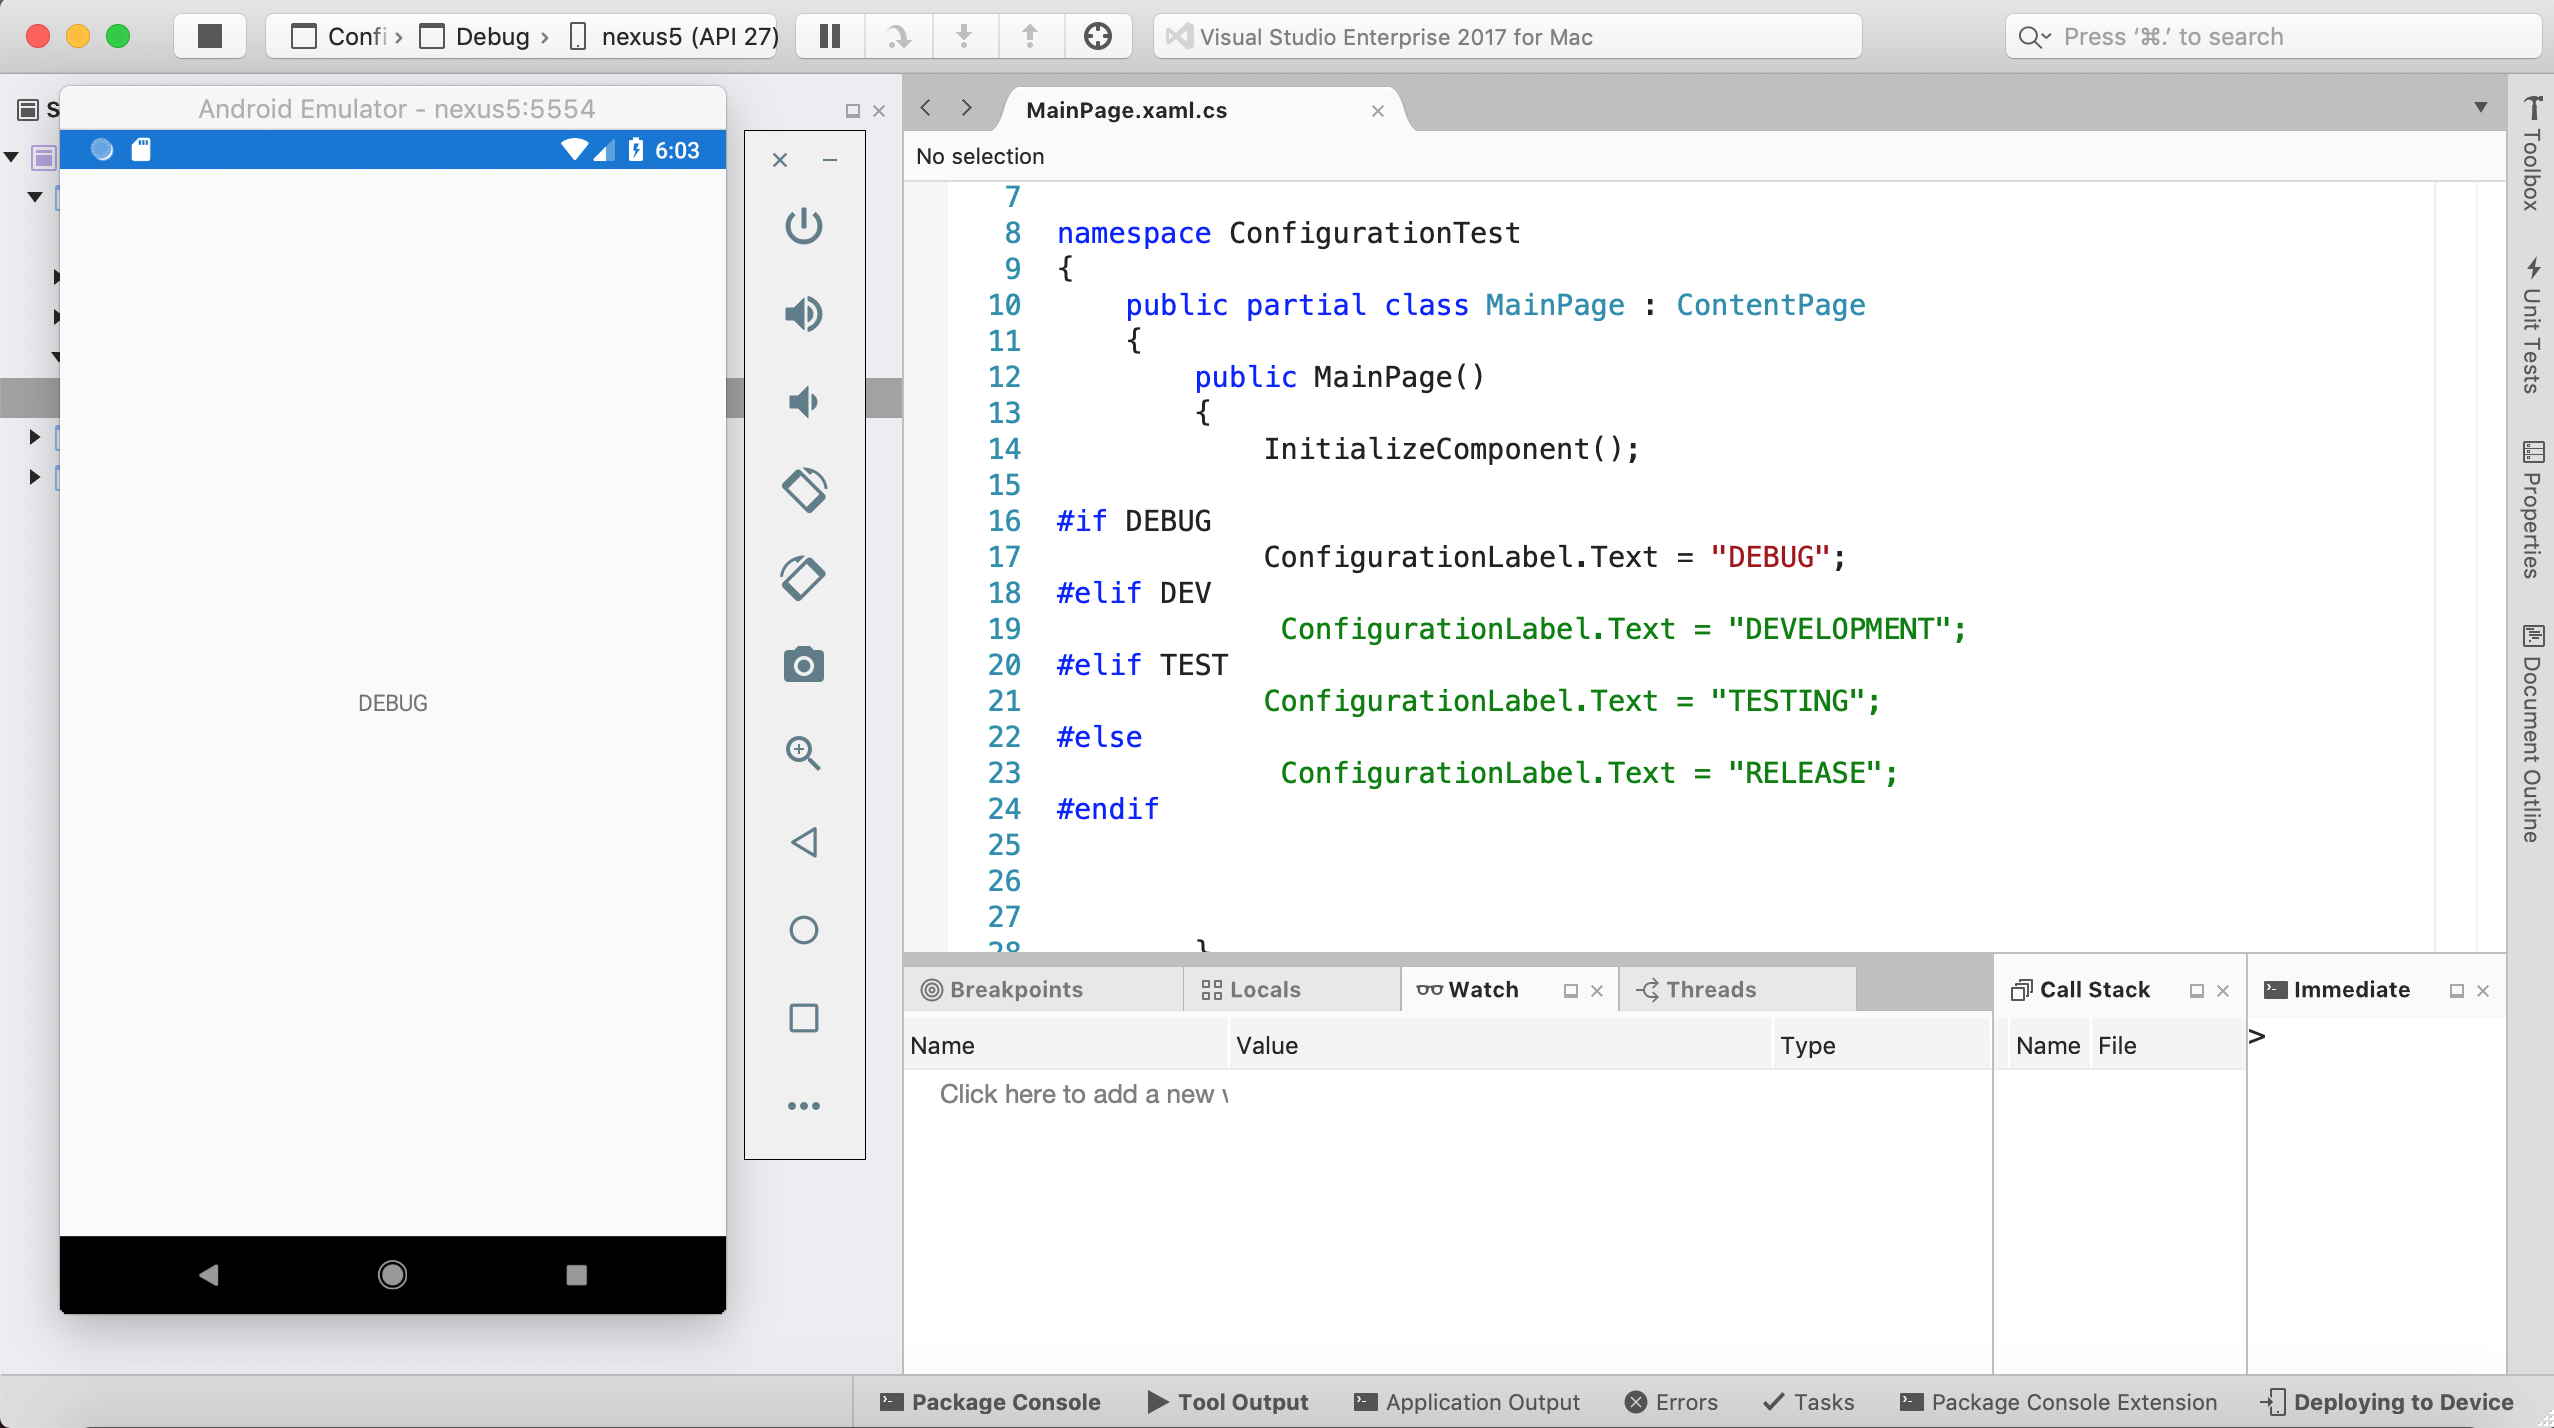 Confi › Debug › nexus5 (API 27)
Visual Studio Enterprise 2017 for Mac
Press ‘⌘.’ to search
S
Android Emulator - nexus5:5554
6:03
DEBUG
MainPage.xaml.cs
No selection
7
8 namespace ConfigurationTest
9 {
10 public partial class MainPage : ContentPage
11 {
12 public MainPage()
13 {
14 InitializeComponent();
15
16 #if DEBUG
17 ConfigurationLabel.Text = "DEBUG";
18 #elif DEV
19 ConfigurationLabel.Text = "DEVELOPMENT";
20 #elif TEST
21 ConfigurationLabel.Text = "TESTING";
22 #else
23 ConfigurationLabel.Text = "RELEASE";
24 #endif
25
26
27
28 }
Toolbox
Unit Tests
Properties
Document Outline
Breakpoints Locals Watch Threads
Name Value Type
Click here to add a new
Call Stack
Name File
Immediate
>
Package Console Tool Output Application Output Errors Tasks Package Console Extension Deploying to Device